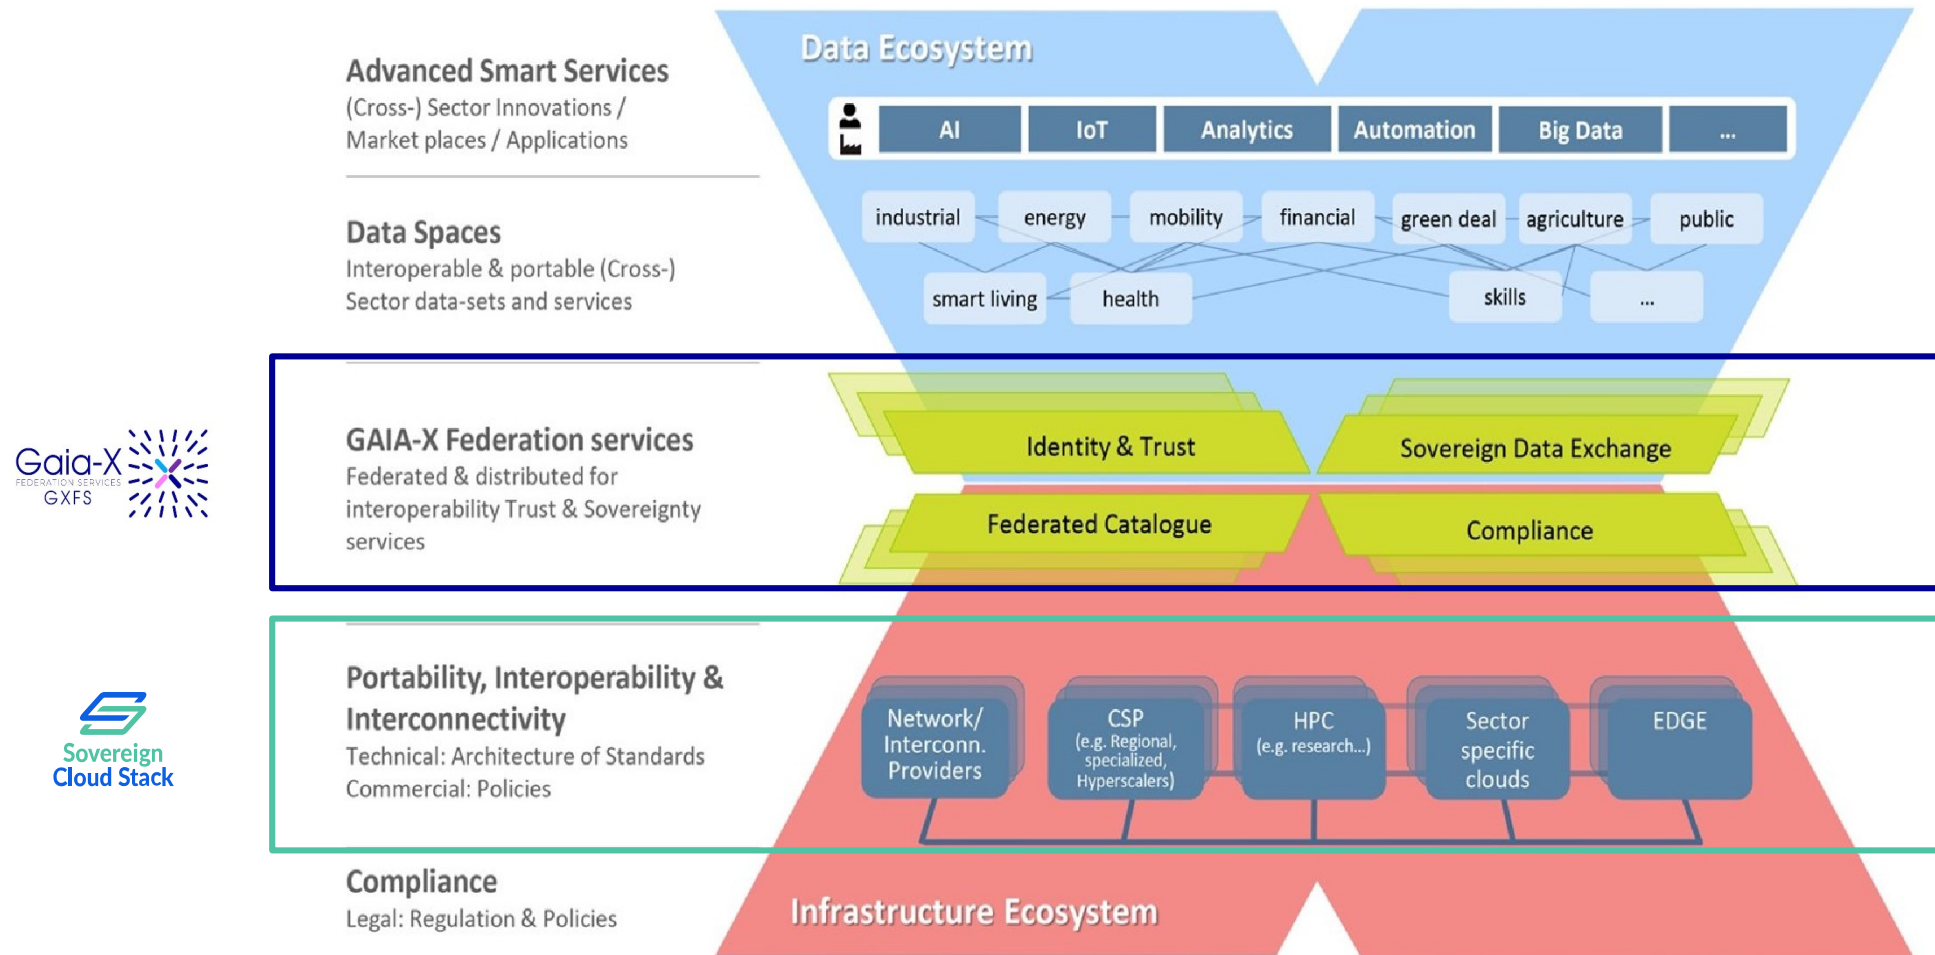 Data Ecosystem
Advanced Smart Services
(Cross-) Sector Innovations /
Market places / Applications
AI
IoT
Analytics
Automation
Big Data
...
Data Spaces
Interoperable & portable (Cross-)
Sector data-sets and services
industrial
energy
mobility
financial
green deal
agriculture
public
smart living
health
skills
...
Gaia-X
FEDERATION SERVICES
GXFS
GAIA-X Federation services
Federated & distributed for
interoperability Trust & Sovereignty
services
Identity & Trust
Sovereign Data Exchange
Federated Catalogue
Compliance
Sovereign
Cloud Stack
Portability, Interoperability &
Interconnectivity
Technical: Architecture of Standards
Commercial: Policies
Network/
Interconn.
Providers
CSP
(e.g. Regional,
specialized,
Hyperscalers)
HPC
(e.g. research...)
Sector
specific
clouds
EDGE
Compliance
Legal: Regulation & Policies
Infrastructure Ecosystem